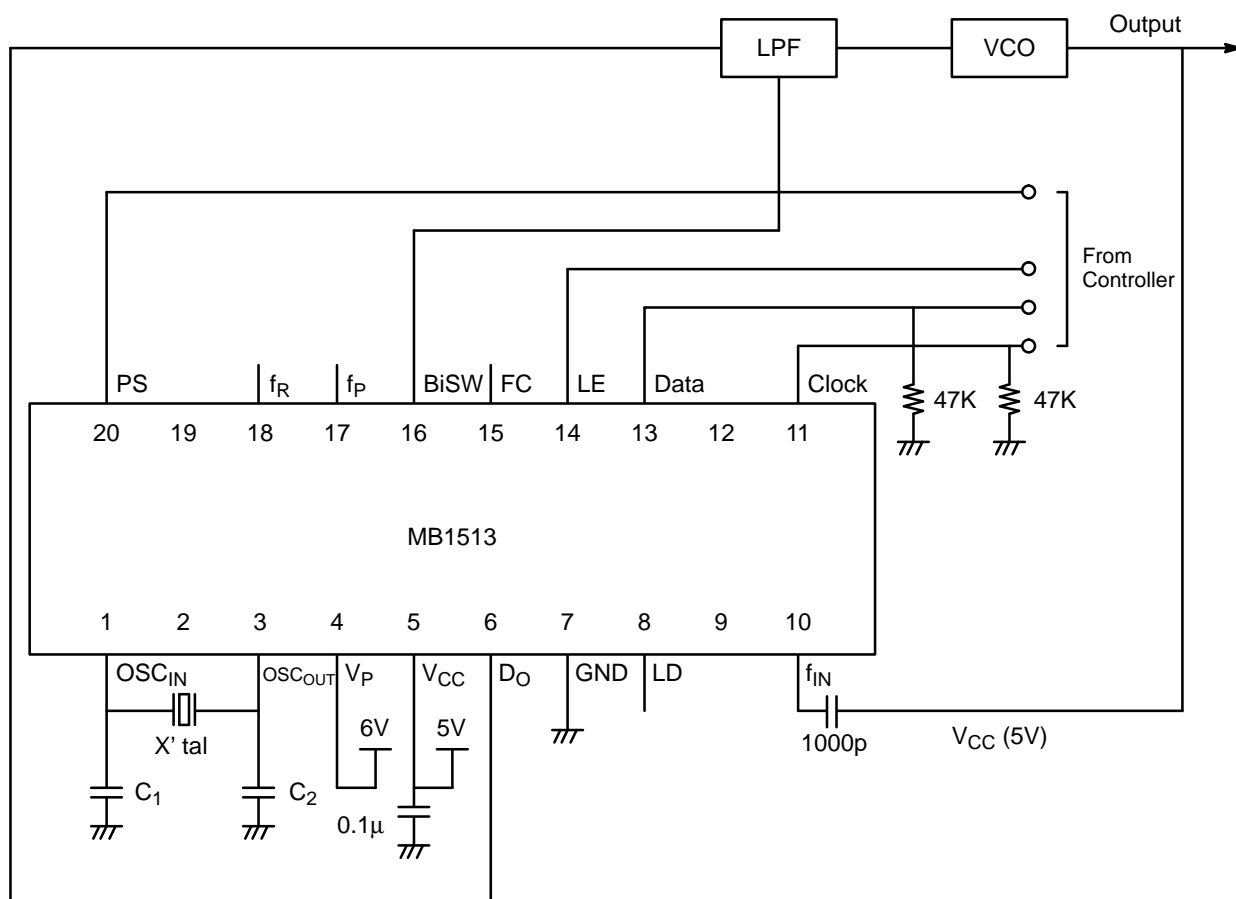 Output
LPF
VCO
From
Controller
PS
fR
fP
BiSW
FC
LE
Data
Clock
47K
47K
20
19
18
17
16
15
14
13
12
11
MB1513
1
2
3
4
5
6
7
8
9
10
OSCIN
OSCOUT
VP
VCC
DO
GND
LD
fIN
X' tal
6V
5V
1000p
VCC (5V)
C1
C2
0.1μ